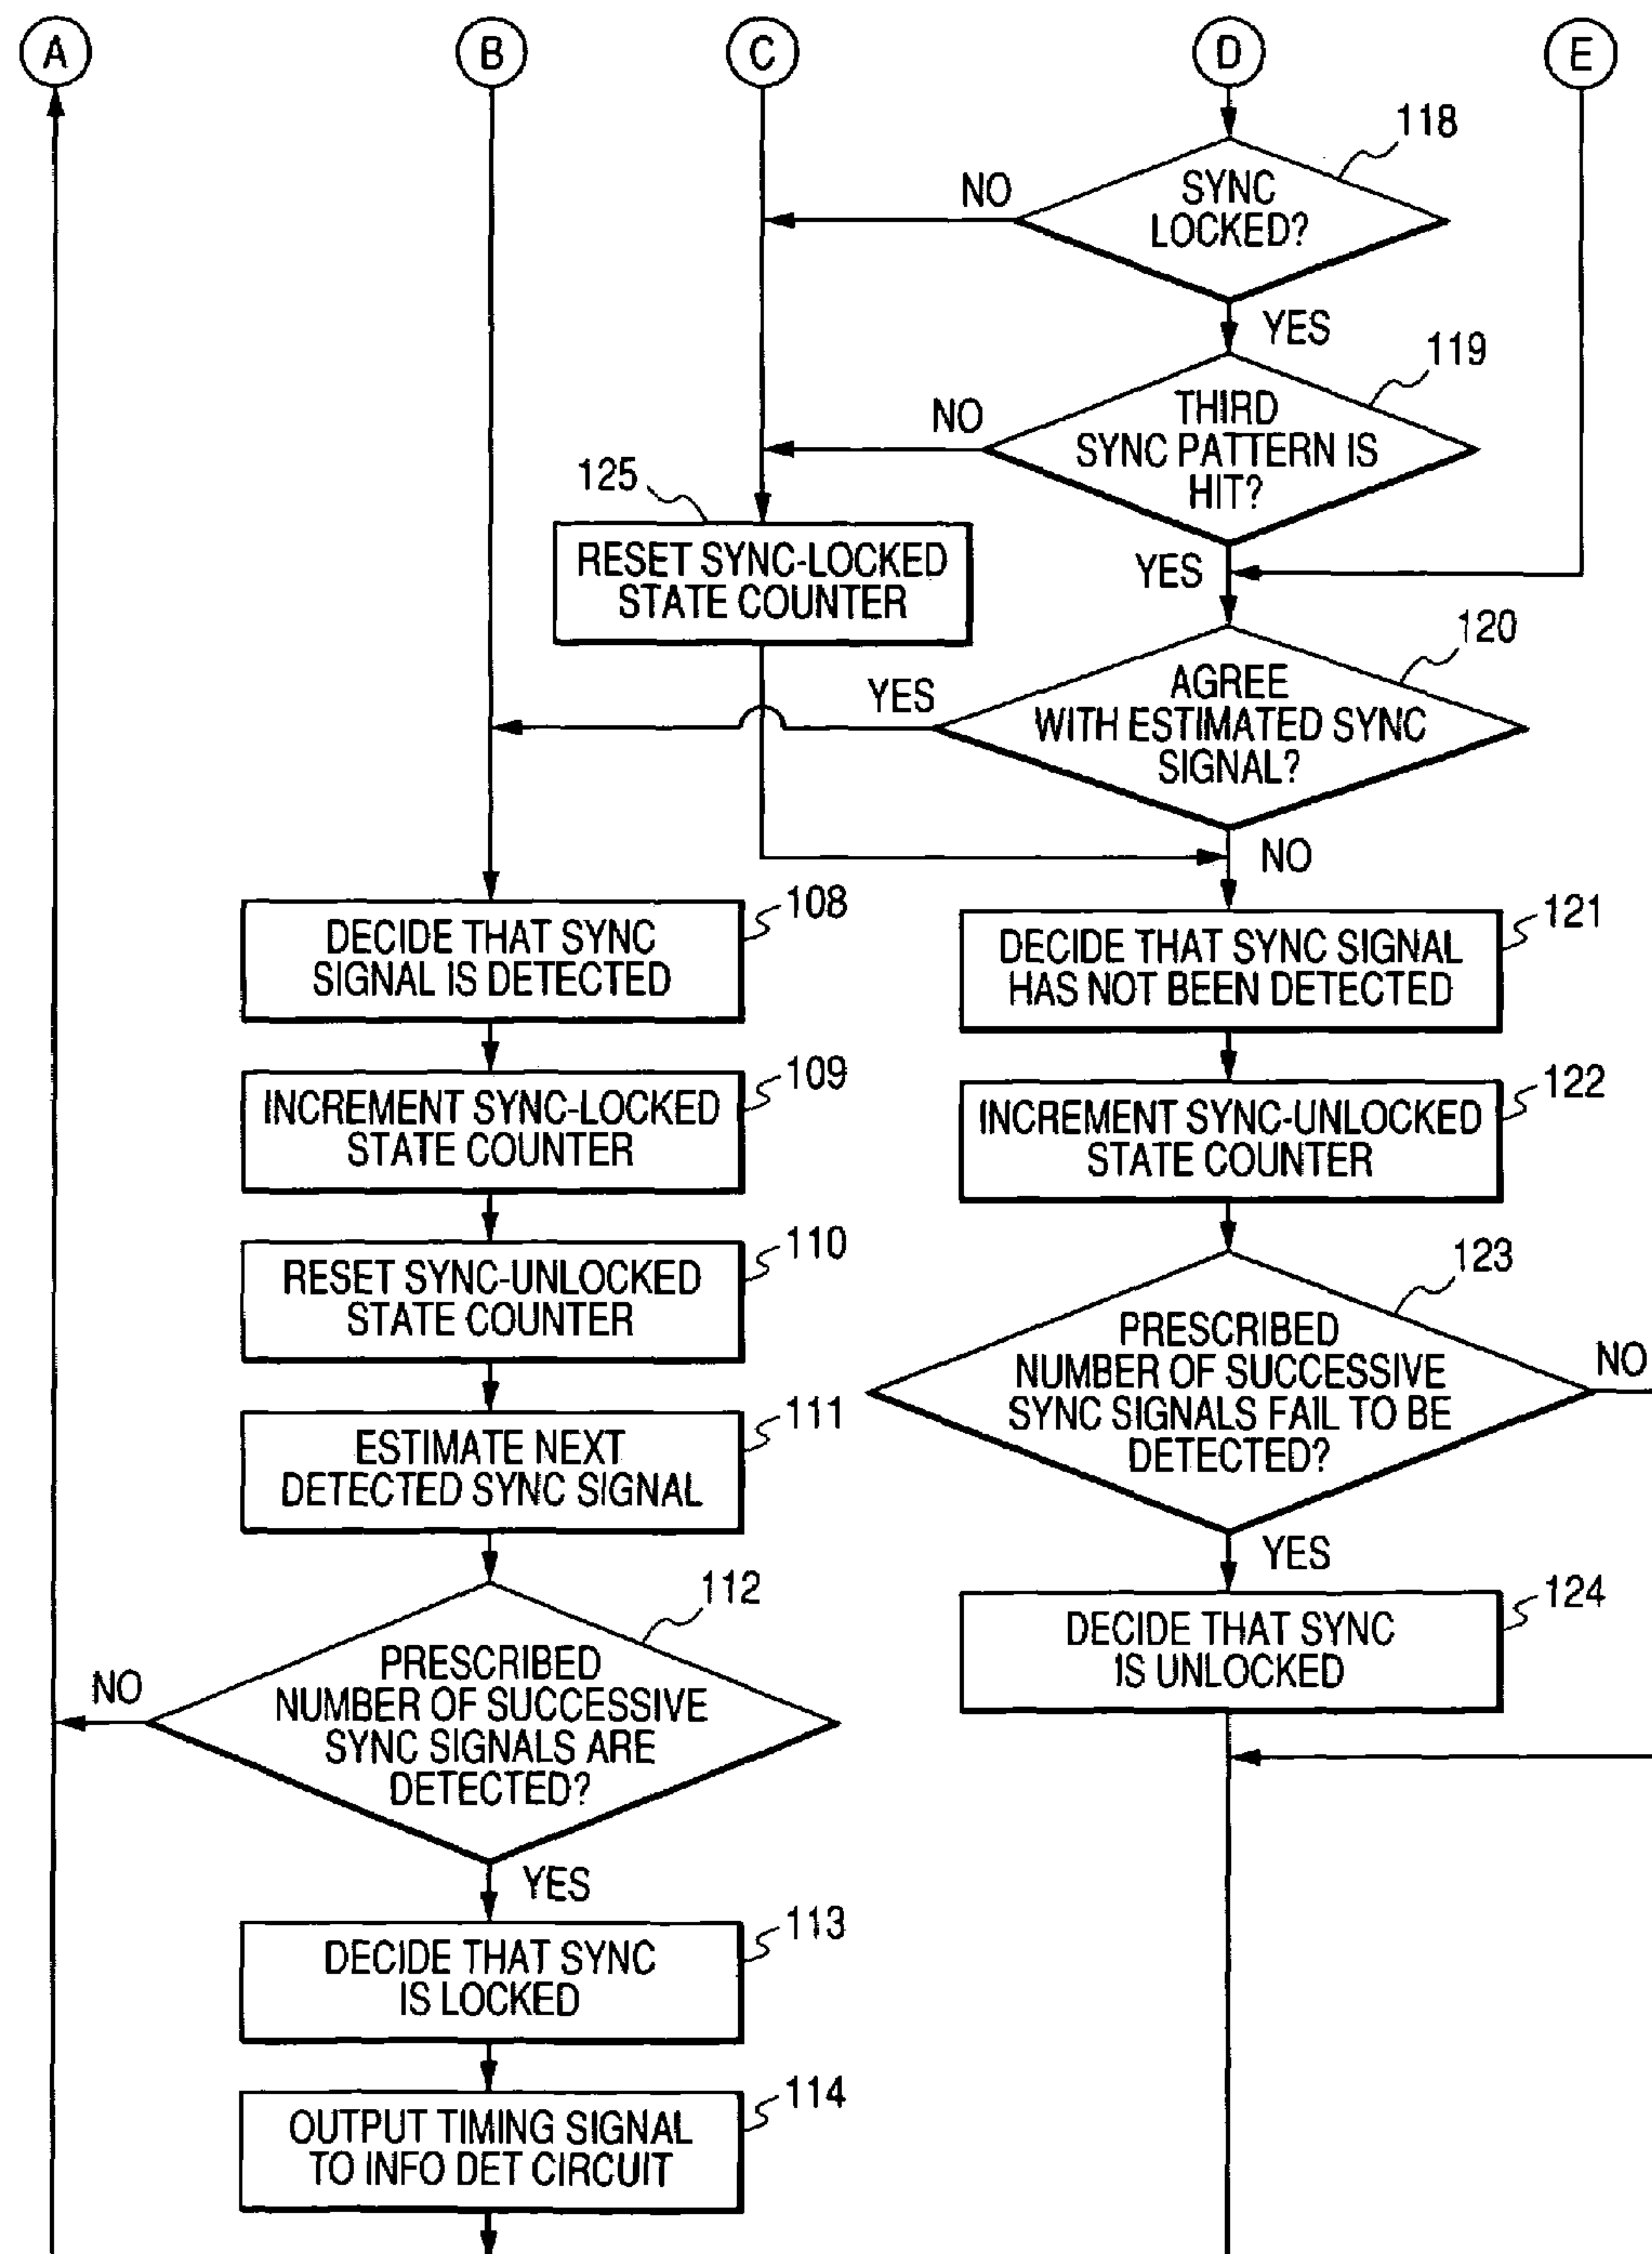 A
B
C
D
E
118
SYNC
LOCKED?
NO
YES
119
THIRD
SYNC PATTERN IS
HIT?
NO
YES
125
RESET SYNC-LOCKED
STATE COUNTER
120
AGREE
WITH ESTIMATED SYNC
SIGNAL?
YES
NO
108
DECIDE THAT SYNC
SIGNAL IS DETECTED
121
DECIDE THAT SYNC SIGNAL
HAS NOT BEEN DETECTED
109
INCREMENT SYNC-LOCKED
STATE COUNTER
122
INCREMENT SYNC-UNLOCKED
STATE COUNTER
110
RESET SYNC-UNLOCKED
STATE COUNTER
123
PRESCRIBED
NUMBER OF SUCCESSIVE
SYNC SIGNALS FAIL TO BE
DETECTED?
NO
YES
111
ESTIMATE NEXT
DETECTED SYNC SIGNAL
112
PRESCRIBED
NUMBER OF SUCCESSIVE
SYNC SIGNALS ARE
DETECTED?
NO
YES
124
DECIDE THAT SYNC
IS UNLOCKED
113
DECIDE THAT SYNC
IS LOCKED
114
OUTPUT TIMING SIGNAL
TO INFO DET CIRCUIT